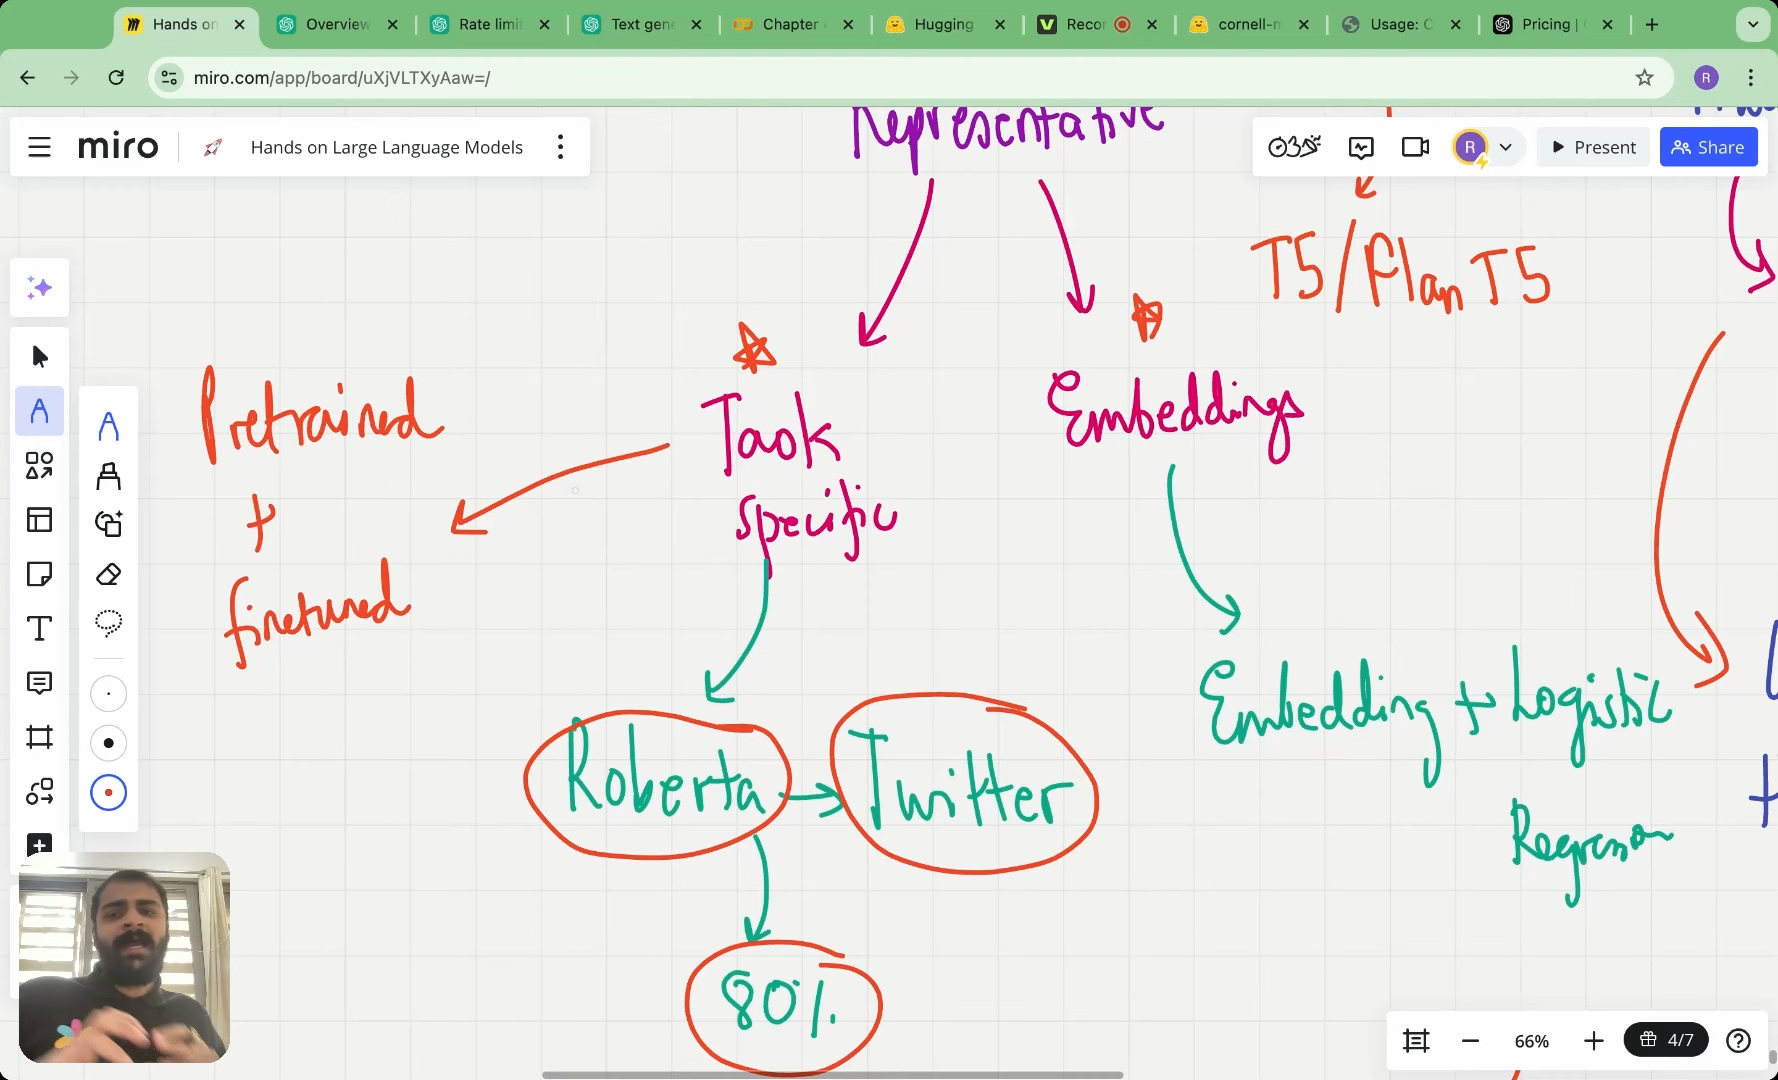 Hands on
Overview
Rate limi
Text gen
Chapter
Hugging
Reco
cornell-n
Usage: C
Pricing |
miro.com/app/board/uXjVLTXyAaw=/
R
miro
Hands on Large Language Models
R
Present
Share
Representative
T5/Flan T5
Task
specific
Embeddings
Pretrained
+
finetuned
Roberta
Twitter
Embedding + Logistic
Regression
80%
66%
4/7